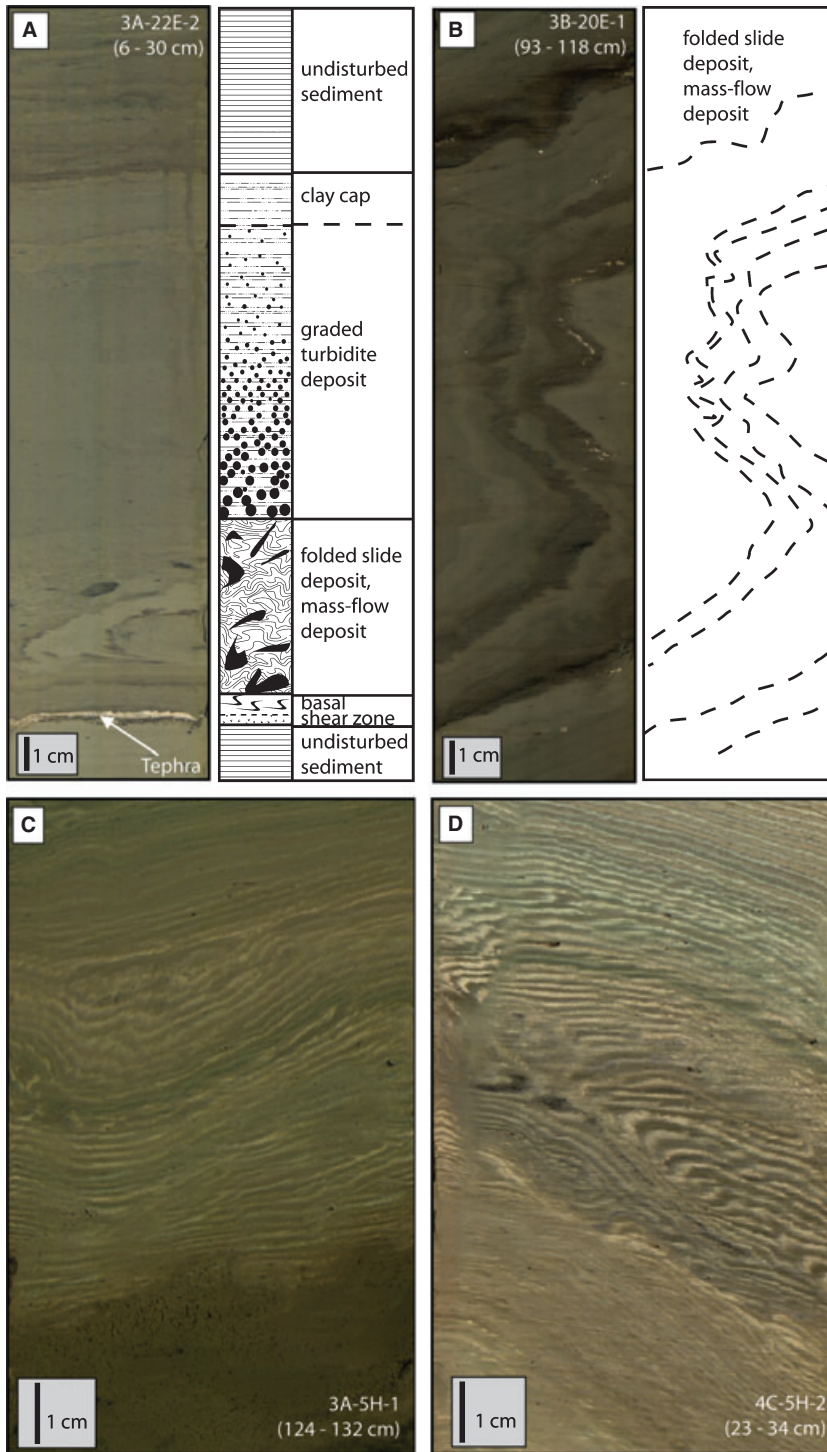 A
3A-22E-2
(6 - 30 cm)
undisturbed
sediment
clay cap
graded
turbidite
deposit
folded slide
deposit,
mass-flow
deposit
basal
shear zone
undisturbed
sediment
1 cm
Tephra
B
3B-20E-1
(93 - 118 cm)
folded slide
deposit,
mass-flow
deposit
1 cm
C
1 cm
3A-5H-1
(124 - 132 cm)
D
1 cm
4C-5H-2
(23 - 34 cm)